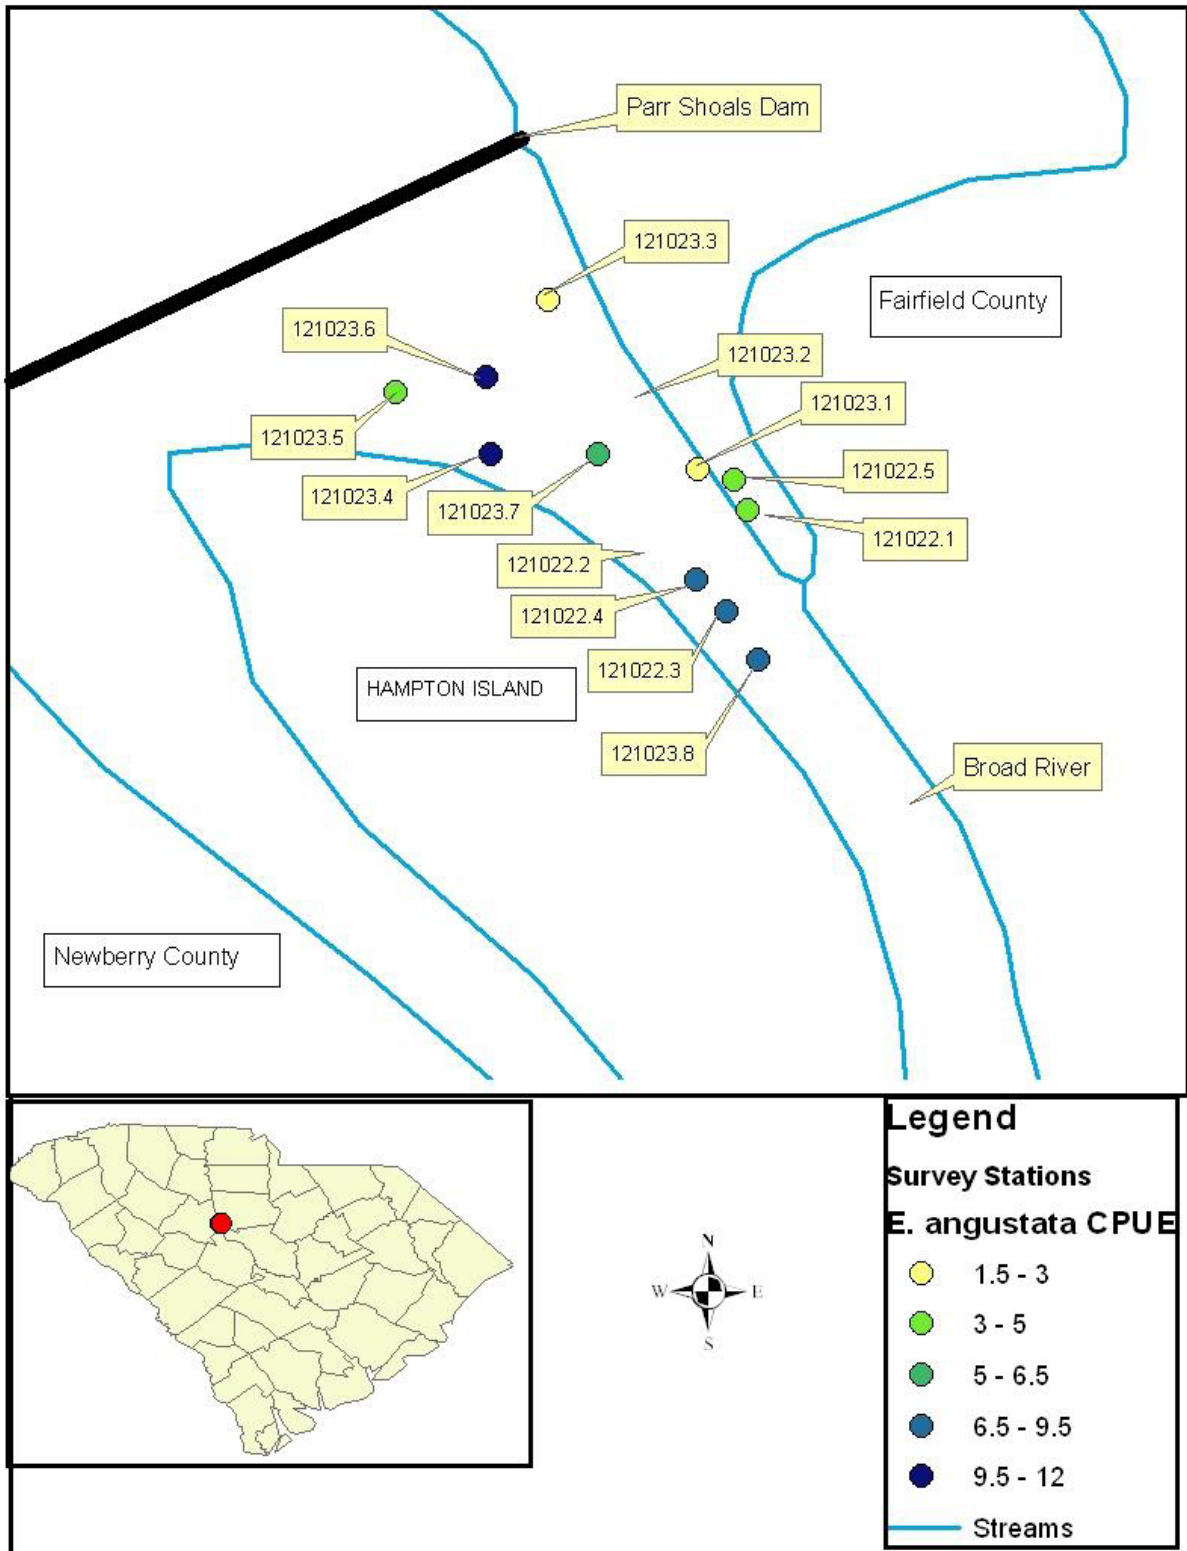 Parr Shoals Dam
121023.3
Fairfield County
121023.6
121023.2
121023.1
121023.5
121022.5
121023.4
121023.7
121022.1
121022.2
121022.4
121022.3
HAMPTON ISLAND
121023.8
Broad River
Newberry County
Legend
Survey Stations
E. angustata CPUE
1.5 - 3
3 - 5
5 - 6.5
6.5 - 9.5
9.5 - 12
Streams
N
W
E
S